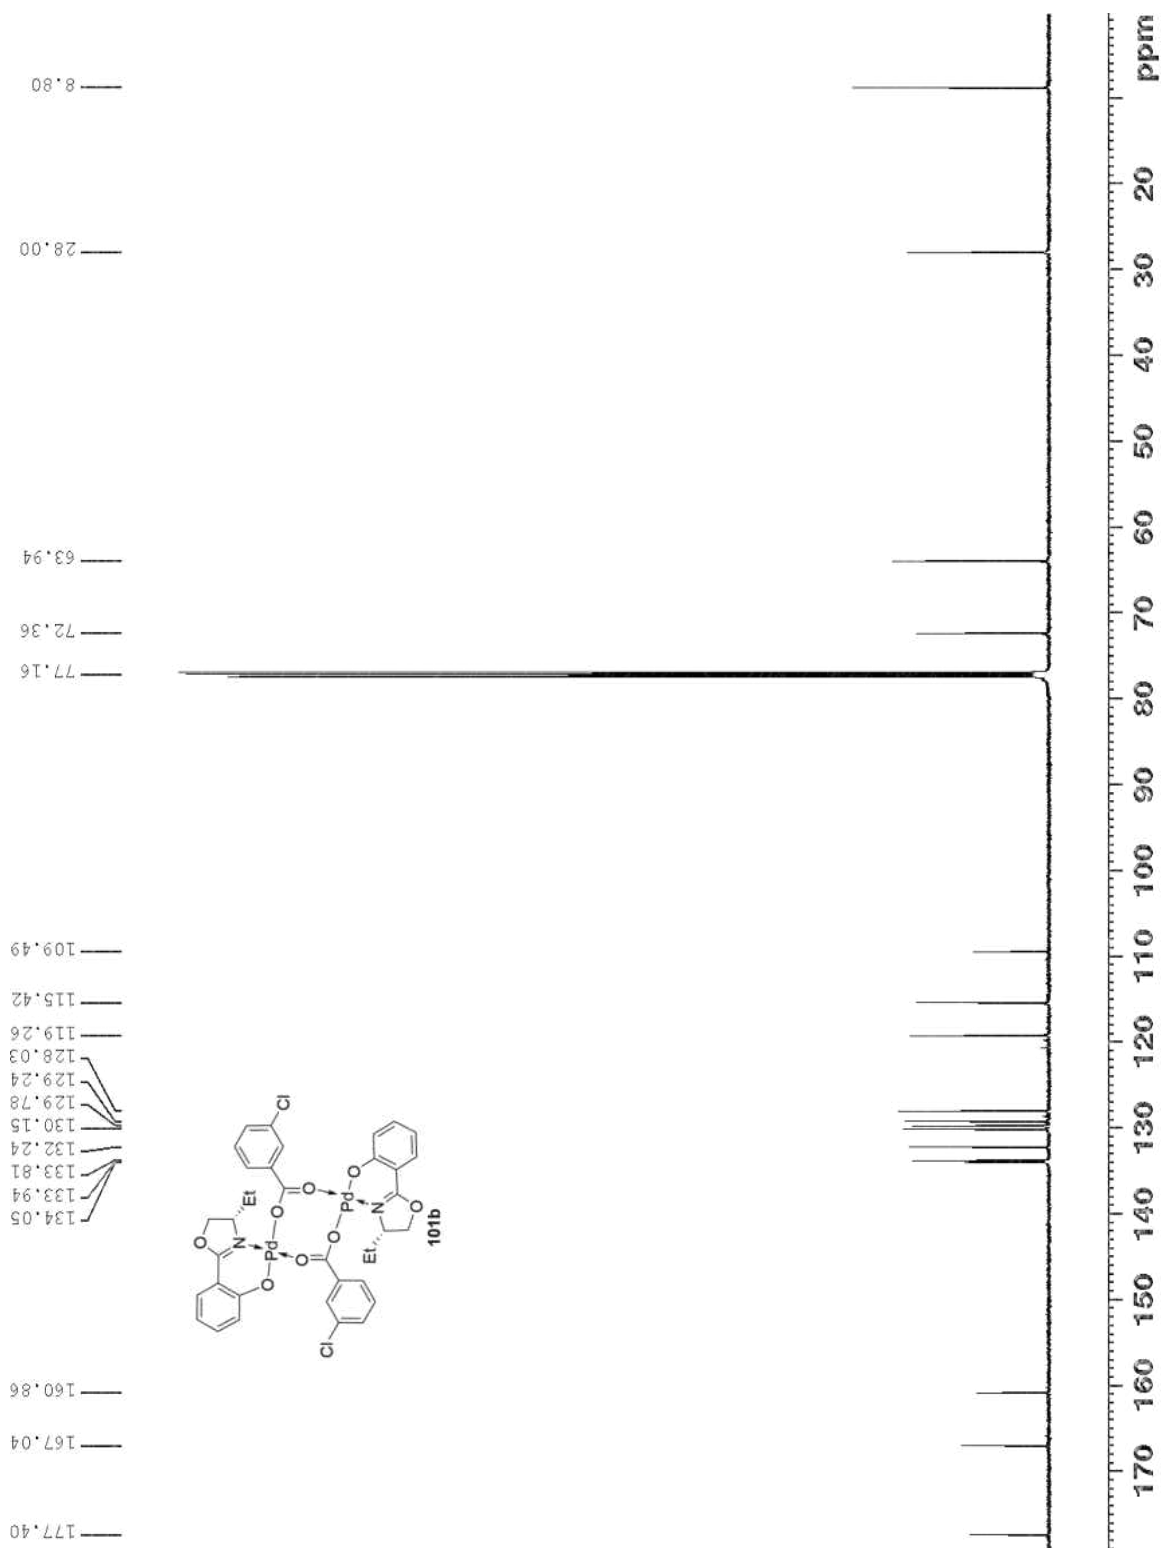 177.40
167.04
160.86
134.05
133.94
133.81
132.24
130.15
129.78
129.24
128.03
119.26
115.42
109.49
77.16
72.36
63.94
28.00
8.80
O
N
Et
Pd
O
O
O
Cl
Cl
O
O
Pd
O
Et
N
O
101b
170 160 150 140 130 120 110 100 90 80 70 60 50 40 30 20 ppm